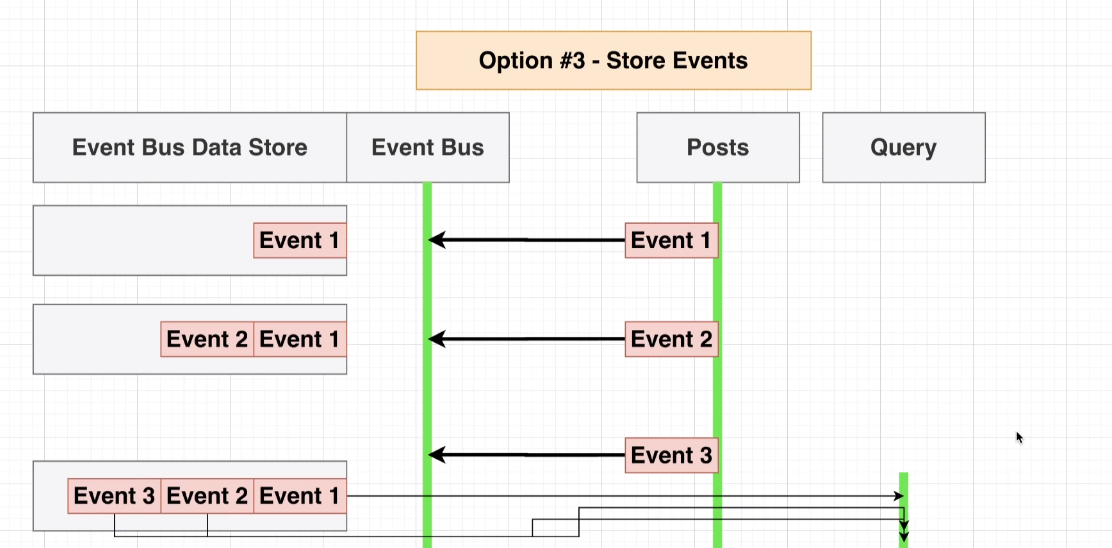 Option #3 - Store Events
Event Bus Data Store
Event Bus
Posts
Query
Event 1
Event 1
Event 2
Event 1
Event 2
Event 3
Event 3
Event 2
Event 1